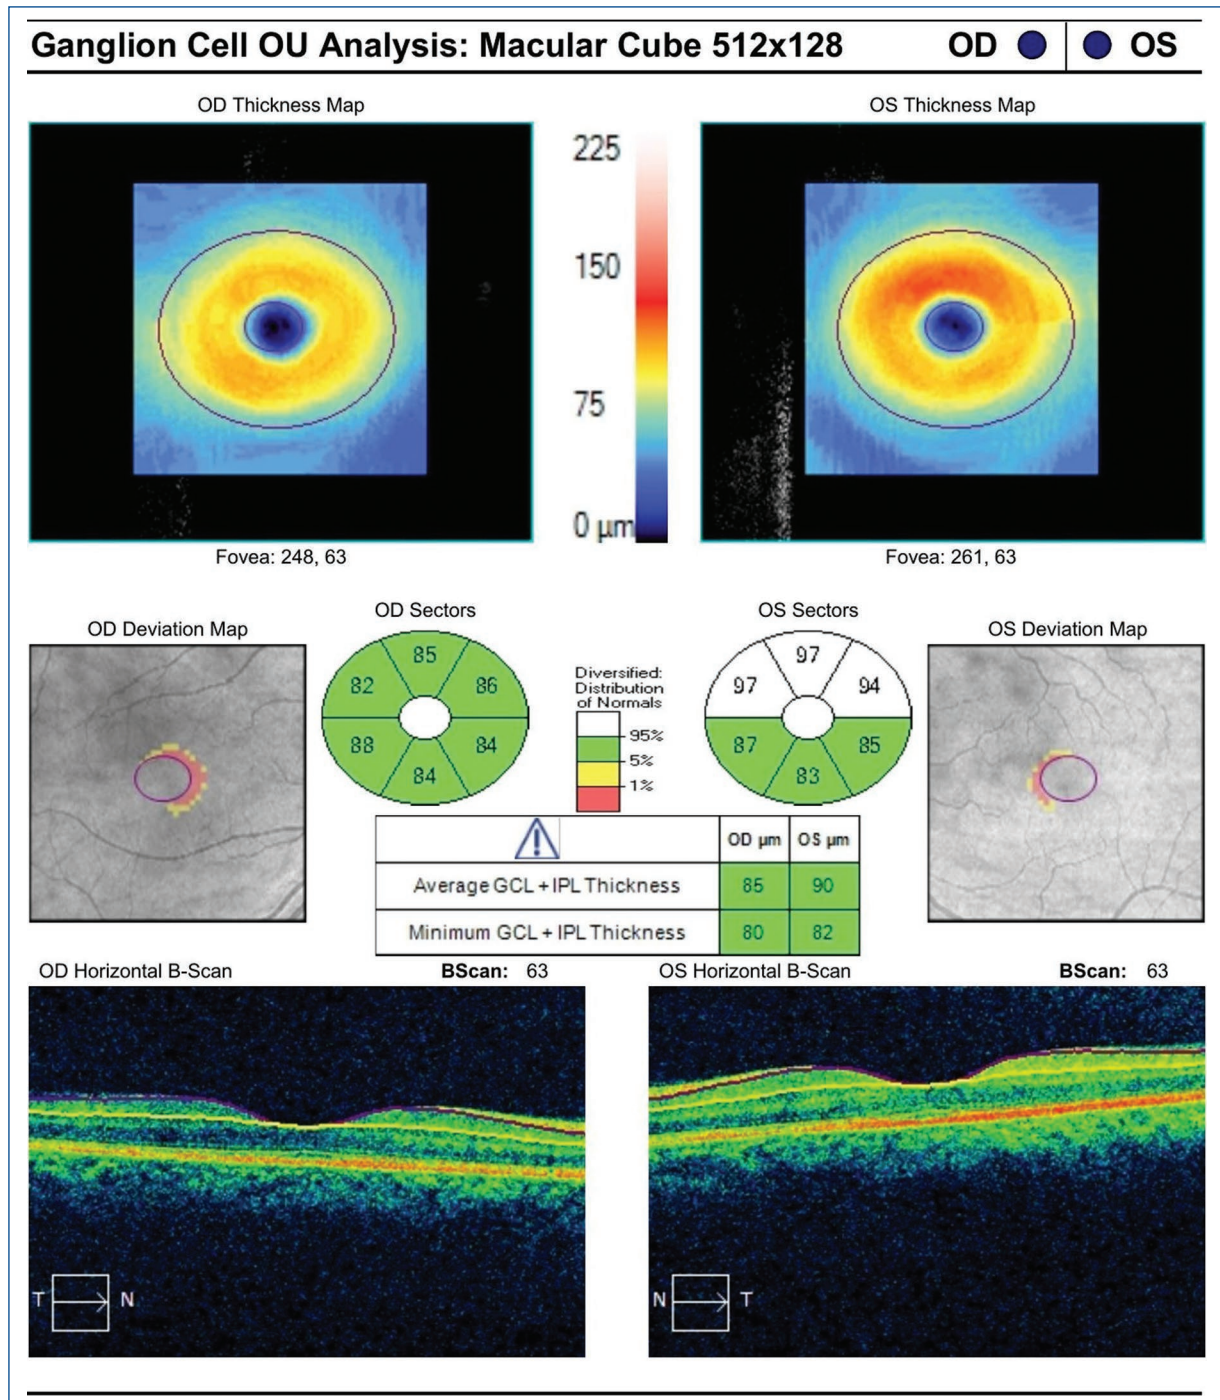 Ganglion Cell OU Analysis: Macular Cube 512x128 OD OS
OD Thickness Map
OS Thickness Map
225
150
75
0 µm
Fovea: 248, 63
Fovea: 261, 63
OD Deviation Map
OD Sectors
OS Sectors
OS Deviation Map
85
82
86
88
84
84
Diversified:
Distribution
of Normals
95%
5%
1%
97
97
94
87
85
83
OD µm OS µm
Average GCL + IPL Thickness 85 90
Minimum GCL + IPL Thickness 80 82
OD Horizontal B-Scan BScan: 63
OS Horizontal B-Scan BScan: 63
T N
N T